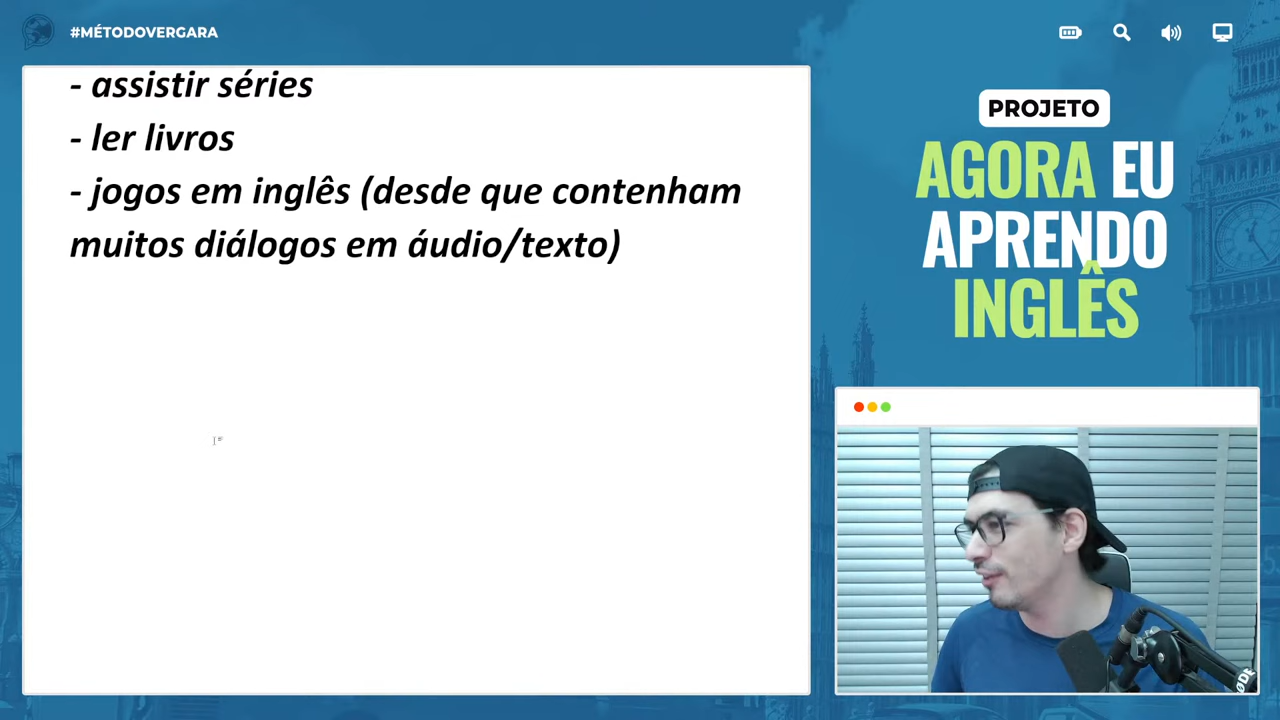 #MÉTODOVERGARA
- assistir séries
- ler livros
- jogos em inglês (desde que contenham
muitos diálogos em áudio/texto)
PROJETO
AGORA EU
APRENDO
INGLÊS